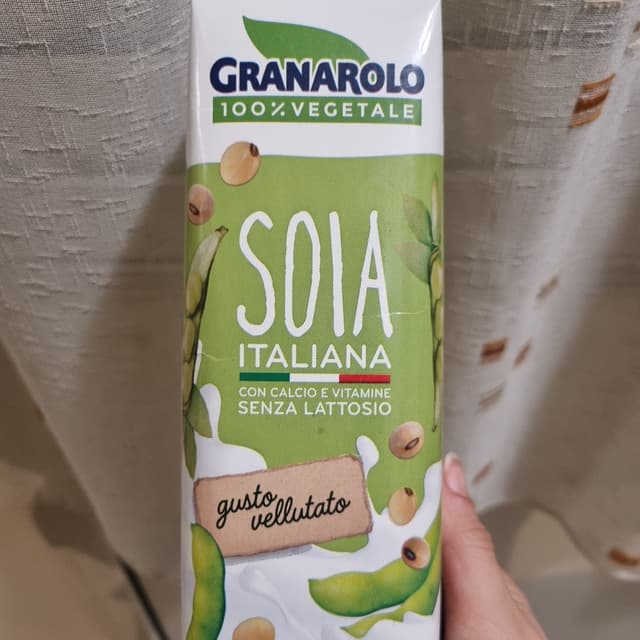 GRANAROLO
100% VEGETALE
SOIA
ITALIANA
CON CALCIO E VITAMINE
SENZA LATTOSIO
gusto
vellutato